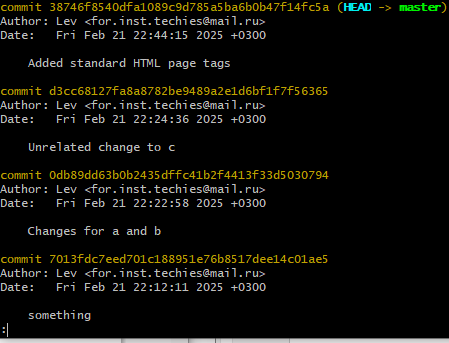 commit 38746f8540dfa1089c9d785a5ba6b0b47f14fc5a (HEAD -> master)
Author: Lev <for.inst.techies@mail.ru>
Date:   Fri Feb 21 22:44:15 2025 +0300
Added standard HTML page tags
commit d3cc68127fa8a8782be9489a2e1d6bf1f7f56365
Author: Lev <for.inst.techies@mail.ru>
Date:   Fri Feb 21 22:24:36 2025 +0300
Unrelated change to c
commit 0db89dd63b0b2435dffc41b2f4413f33d5030794
Author: Lev <for.inst.techies@mail.ru>
Date:   Fri Feb 21 22:22:58 2025 +0300
Changes for a and b
commit 7013fdc7eed701c188951e76b8517dee14c01ae5
Author: Lev <for.inst.techies@mail.ru>
Date:   Fri Feb 21 22:12:11 2025 +0300
something
: